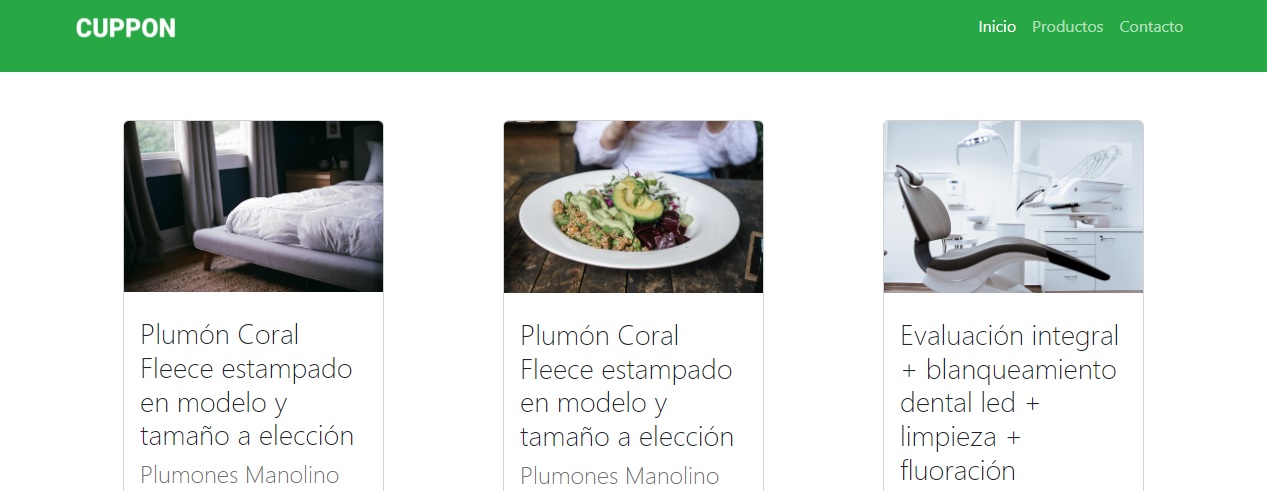 CUPPON
Inicio Productos Contacto
Plumón Coral
Fleece estampado
en modelo y
tamaño a elección
Plumones Manolino
Plumón Coral
Fleece estampado
en modelo y
tamaño a elección
Plumones Manolino
Evaluación integral
+ blanqueamiento
dental led +
limpieza +
fluoración